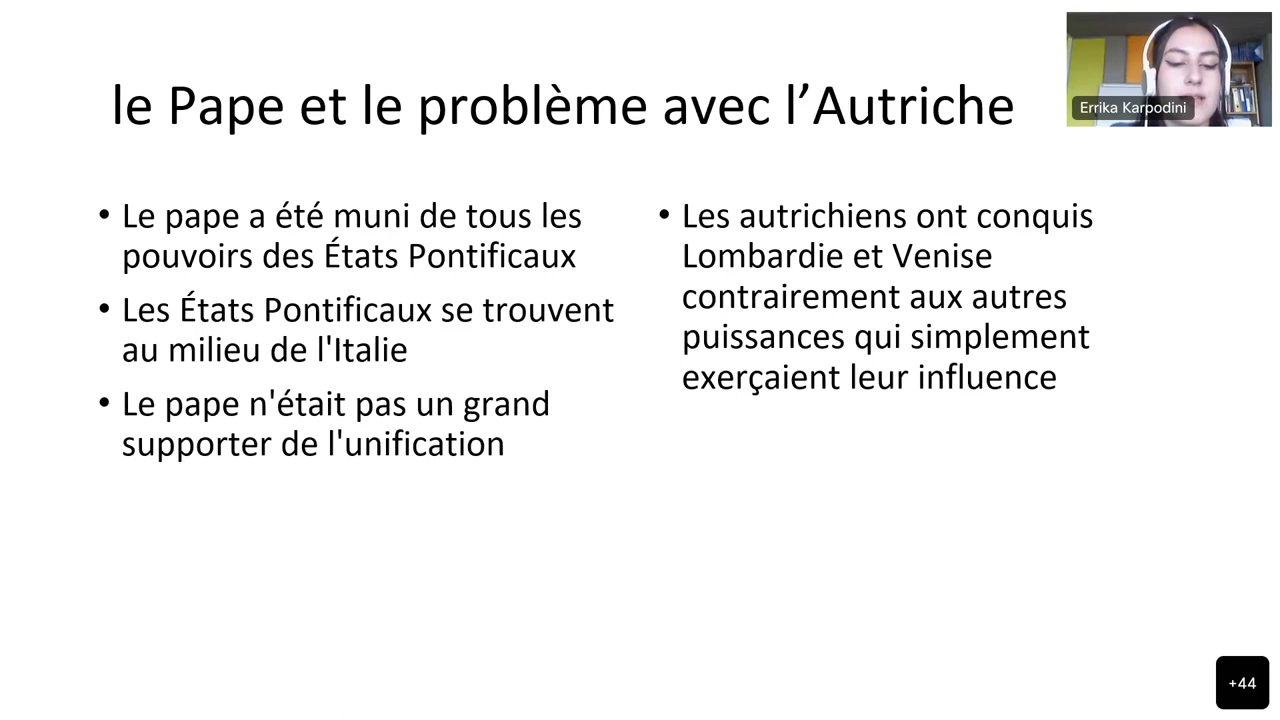 le Pape et le problème avec l’Autriche
Errika Karpodini
• Le pape a été muni de tous les
pouvoirs des États Pontificaux
• Les États Pontificaux se trouvent
au milieu de l'Italie
• Le pape n'était pas un grand
supporter de l'unification
• Les autrichiens ont conquis
Lombardie et Venise
contrairement aux autres
puissances qui simplement
exerçaient leur influence
+44